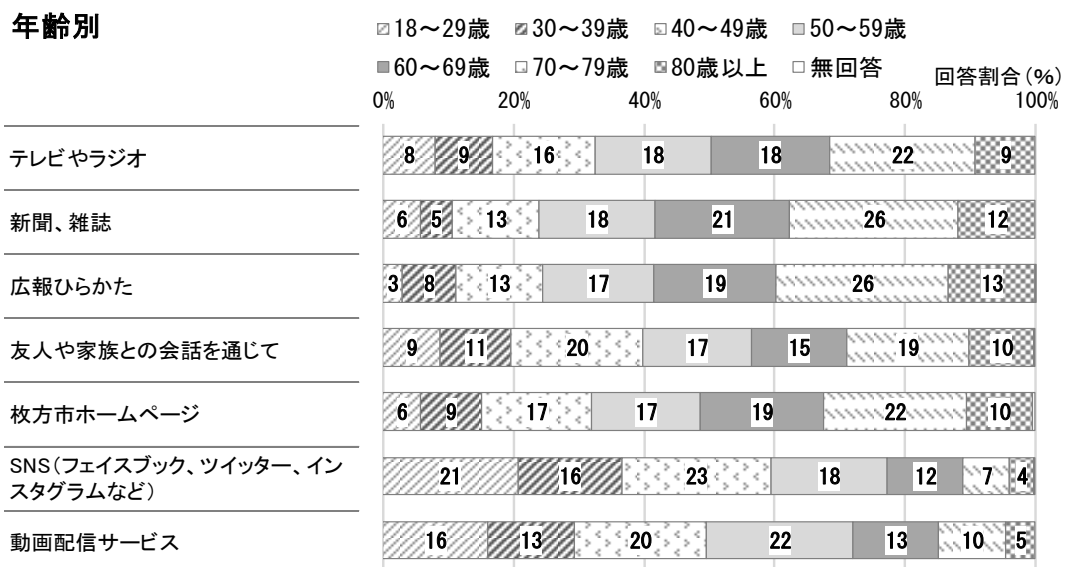 年齢別
18～29歳 30～39歳 40～49歳 50～59歳
60～69歳 70～79歳 80歳以上 無回答
回答割合（%）
0% 20% 40% 60% 80% 100%
テレビやラジオ 8 9 16 18 18 22 9
新聞、雑誌 6 5 13 18 21 26 12
広報ひらかた 3 8 13 17 19 26 13
友人や家族との会話を通じて 9 11 20 17 15 19 10
枚方市ホームページ 6 9 17 17 19 22 10
SNS（フェイスブック、ツイッター、イン
スタグラムなど） 21 16 23 18 12 7 4
動画配信サービス 16 13 20 22 13 10 5